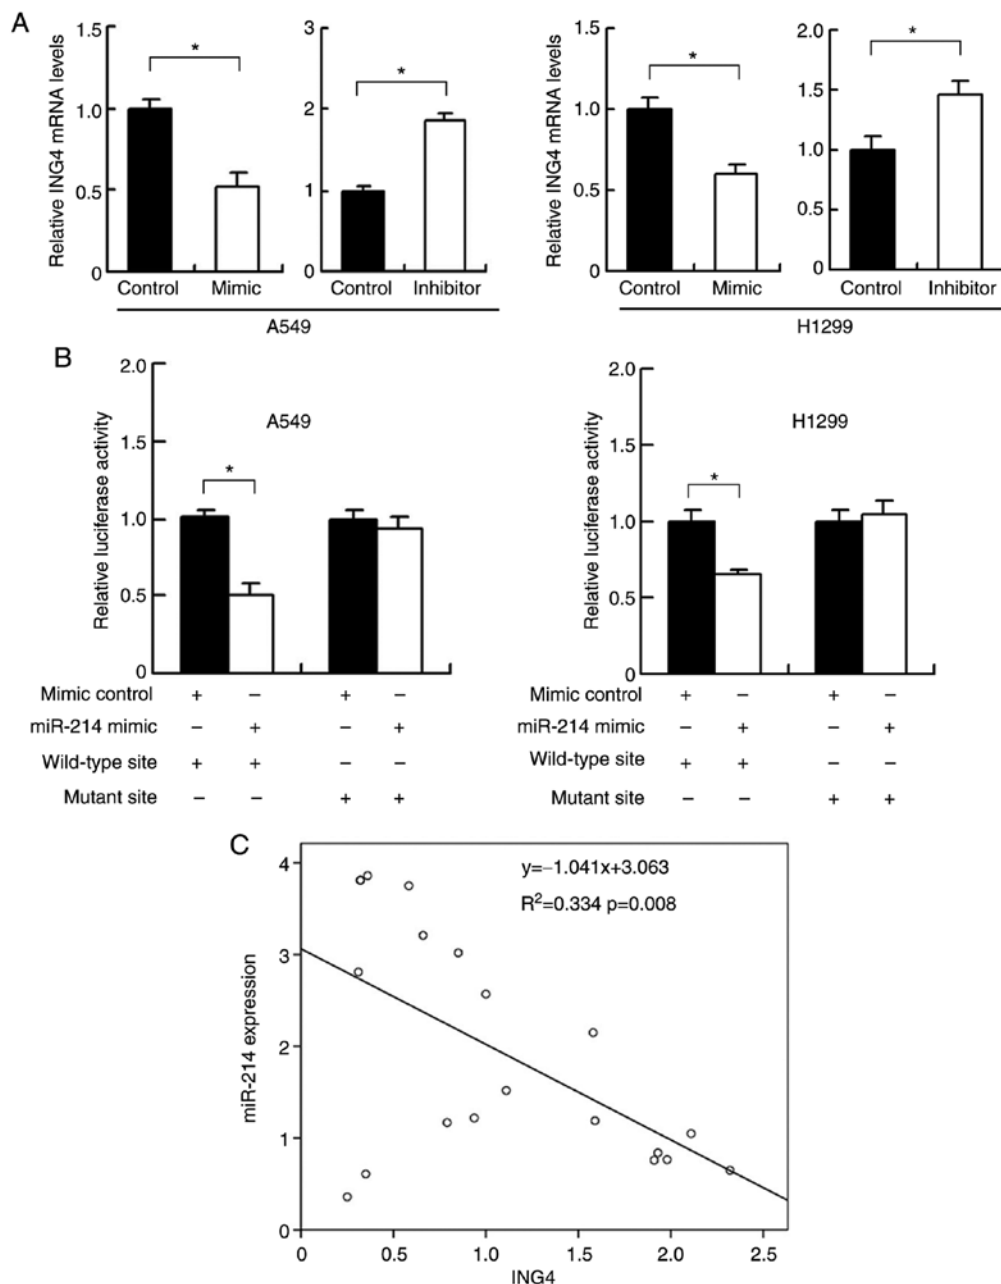 A
Relative ING4 mRNA levels
1.5
1.0
0.5
0
*
Control Mimic
3
2
1
0
*
Control Inhibitor
A549
Relative ING4 mRNA levels
1.5
1.0
0.5
0
*
Control Mimic
2.0
1.5
1.0
0.5
0
*
Control Inhibitor
H1299
B
Relative luciferase activity
2.0
1.5
1.0
0.5
0
A549
*
Mimic control + − + −
miR-214 mimic − + − +
Wild-type site + + − −
Mutant site − − + +
Relative luciferase activity
2.0
1.5
1.0
0.5
0
H1299
*
Mimic control + − + −
miR-214 mimic − + − +
Wild-type site + + − −
Mutant site − − + +
C
miR-214 expression
4
3
2
1
0
y=−1.041x+3.063
R²=0.334 p=0.008
0 0.5 1.0 1.5 2.0 2.5
ING4